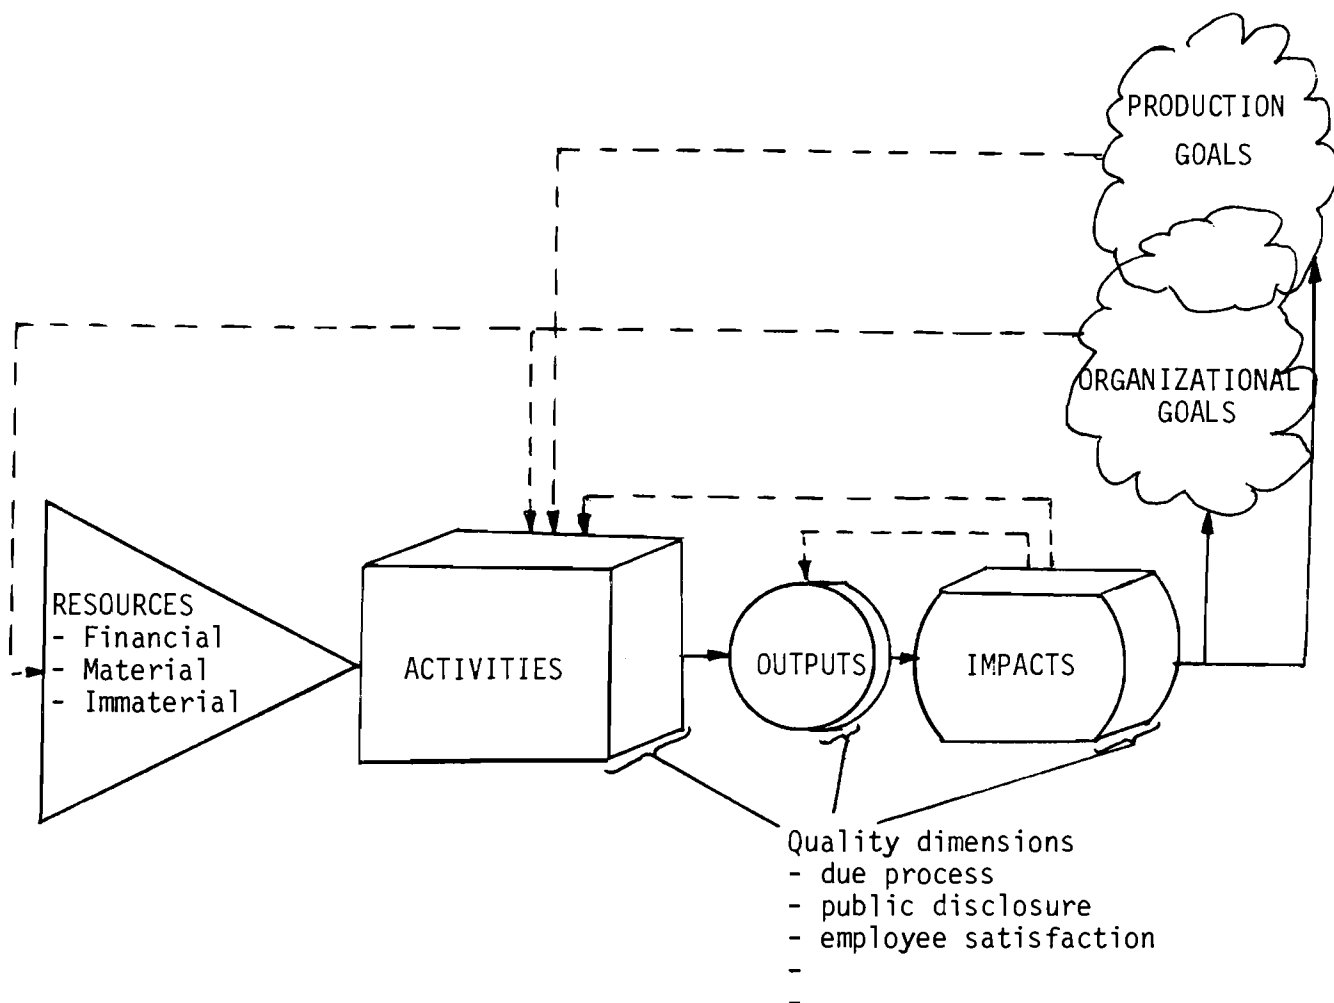 PRODUCTION
GOALS
ORGANIZATIONAL
GOALS
RESOURCES
- Financial
- Material
- Immaterial
ACTIVITIES
OUTPUTS
IMPACTS
Quality dimensions
- due process
- public disclosure
- employee satisfaction
-
-